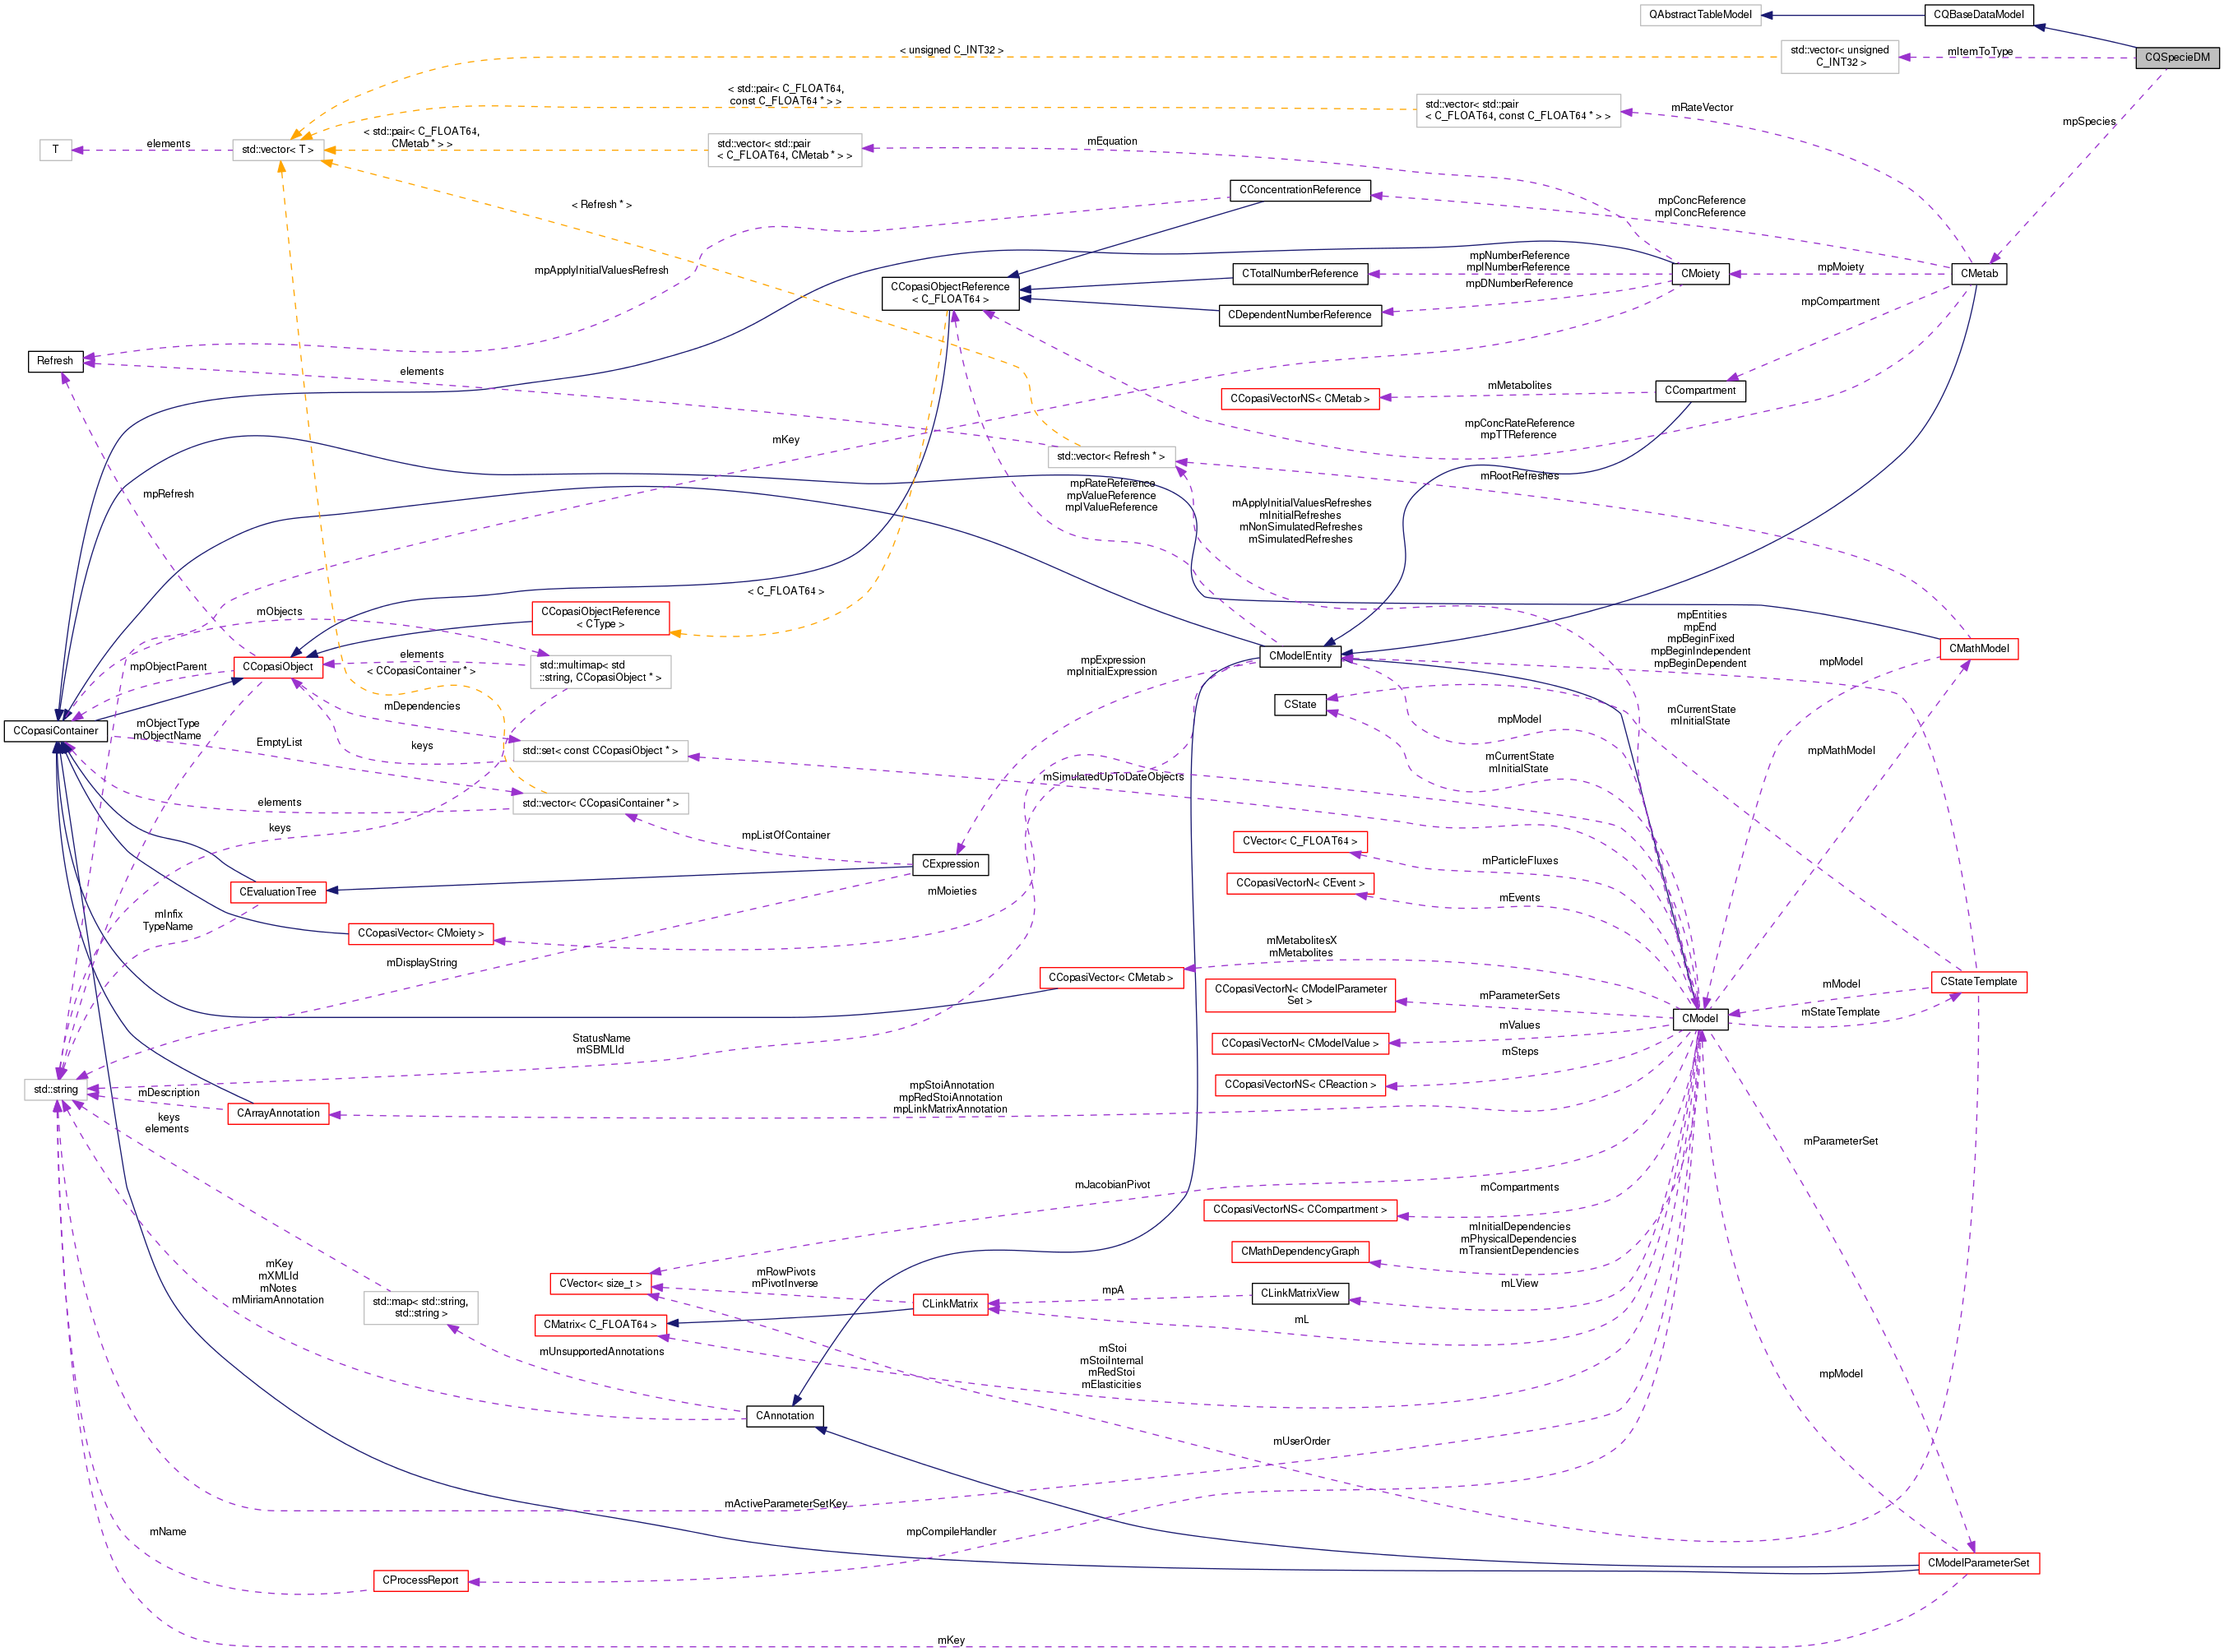 QAbstractTableModel
CQBaseDataModel
< unsigned C_INT32 >
std::vector< unsigned
C_INT32 >
mItemToType
CQSpecieDM
< std::pair< C_FLOAT64,
const C_FLOAT64 * > >
std::vector< std::pair
< C_FLOAT64, const C_FLOAT64 * > >
mRateVector
mpSpecies
T
elements
std::vector< T >
< std::pair< C_FLOAT64,
CMetab * > >
std::vector< std::pair
< C_FLOAT64, CMetab * > >
mEquation
< Refresh * >
CConcentrationReference
mpConcReference
mpIConcReference
mpApplyInitialValuesRefresh
CCopasiObjectReference
< C_FLOAT64 >
CTotalNumberReference
mpNumberReference
mpINumberReference
mpDNumberReference
CDependentNumberReference
CMoiety
mpMoiety
CMetab
mpCompartment
Refresh
elements
CCopasiVectorNS< CMetab >
mMetabolites
CCompartment
mKey
mpConcRateReference
mpTTReference
std::vector< Refresh * >
mRootRefreshes
mpRefresh
mpRateReference
mpValueReference
mpIValueReference
mApplyInitialValuesRefreshes
mInitialRefreshes
mNonSimulatedRefreshes
mSimulatedRefreshes
< C_FLOAT64 >
mObjects
CCopasiObjectReference
< CType >
mpEntities
mpEnd
mpBeginFixed
mpBeginIndependent
mpBeginDependent
mpObjectParent
CCopasiObject
elements
< CCopasiContainer * >
std::multimap< std
::string, CCopasiObject * >
mpExpression
mpInitialExpression
CModelEntity
mpModel
CMathModel
CCopasiContainer
mObjectType
mObjectName
mDependencies
CState
mpModel
mCurrentState
mInitialState
EmptyList
keys
std::set< const CCopasiObject * >
mSimulatedUpToDateObjects
mCurrentState
mInitialState
mpMathModel
elements
std::vector< CCopasiContainer * >
keys
mpListOfContainer
CVector< C_FLOAT64 >
mParticleFluxes
CExpression
CEvaluationTree
mMoieties
CCopasiVectorN< CEvent >
mEvents
mInfix
TypeName
CCopasiVector< CMoiety >
mDisplayString
CCopasiVector< CMetab >
mMetabolitesX
mMetabolites
CCopasiVectorN< CModelParameter
Set >
mParameterSets
mModel
CStateTemplate
CModel
mStateTemplate
CCopasiVectorN< CModelValue >
mValues
StatusName
mSBMLId
CCopasiVectorNS< CReaction >
mSteps
std::string
mDescription
CArrayAnnotation
mpStoiAnnotation
mpRedStoiAnnotation
mpLinkMatrixAnnotation
keys
elements
mParameterSet
mJacobianPivot
mCompartments
CCopasiVectorNS< CCompartment >
mInitialDependencies
mPhysicalDependencies
mTransientDependencies
CMathDependencyGraph
mKey
mXMLId
mNotes
mMiriamAnnotation
CVector< size_t >
mRowPivots
mPivotInverse
mLView
CLinkMatrixView
mpA
CLinkMatrix
std::map< std::string,
std::string >
CMatrix< C_FLOAT64 >
mL
mUnsupportedAnnotations
mStoi
mStoiInternal
mRedStoi
mElasticities
mpModel
CAnnotation
mUserOrder
mActiveParameterSetKey
mName
mpCompileHandler
CModelParameterSet
CProcessReport
mKey